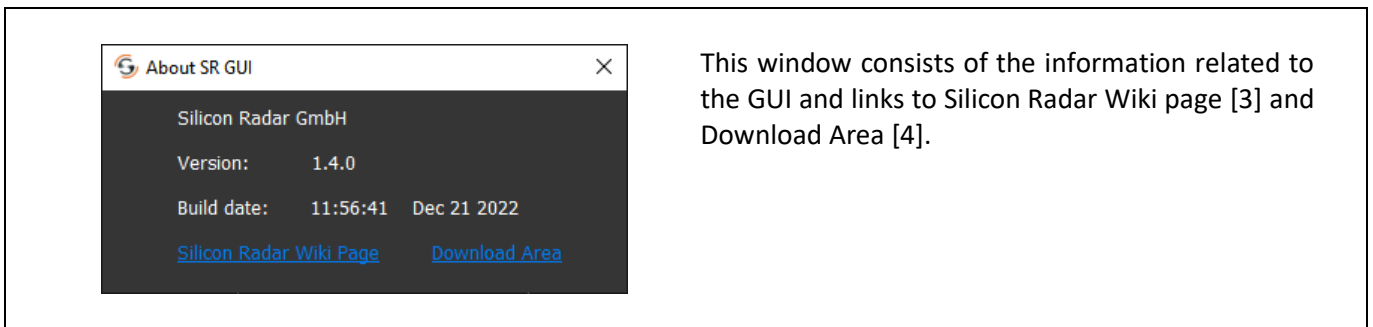 About SR GUI
Silicon Radar GmbH
Version: 1.4.0
Build date: 11:56:41 Dec 21 2022
Silicon Radar Wiki Page Download Area
This window consists of the information related to
the GUI and links to Silicon Radar Wiki page [3] and
Download Area [4].